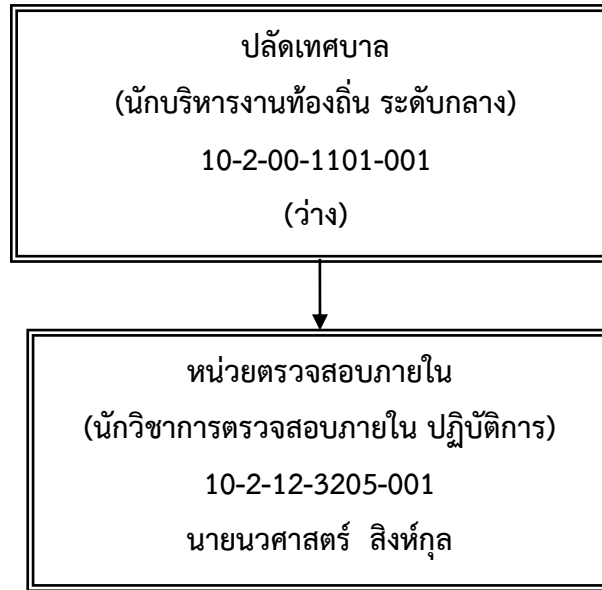 ปลัดเทศบาล
(นักบริหารงานท้องถิ่น ระดับกลาง)
10-2-00-1101-001
(ว่าง)
หน่วยตรวจสอบภายใน
(นักวิชาการตรวจสอบภายใน ปฏิบัติการ)
10-2-12-3205-001
นายนวศาสตร์  สิงห์กุล